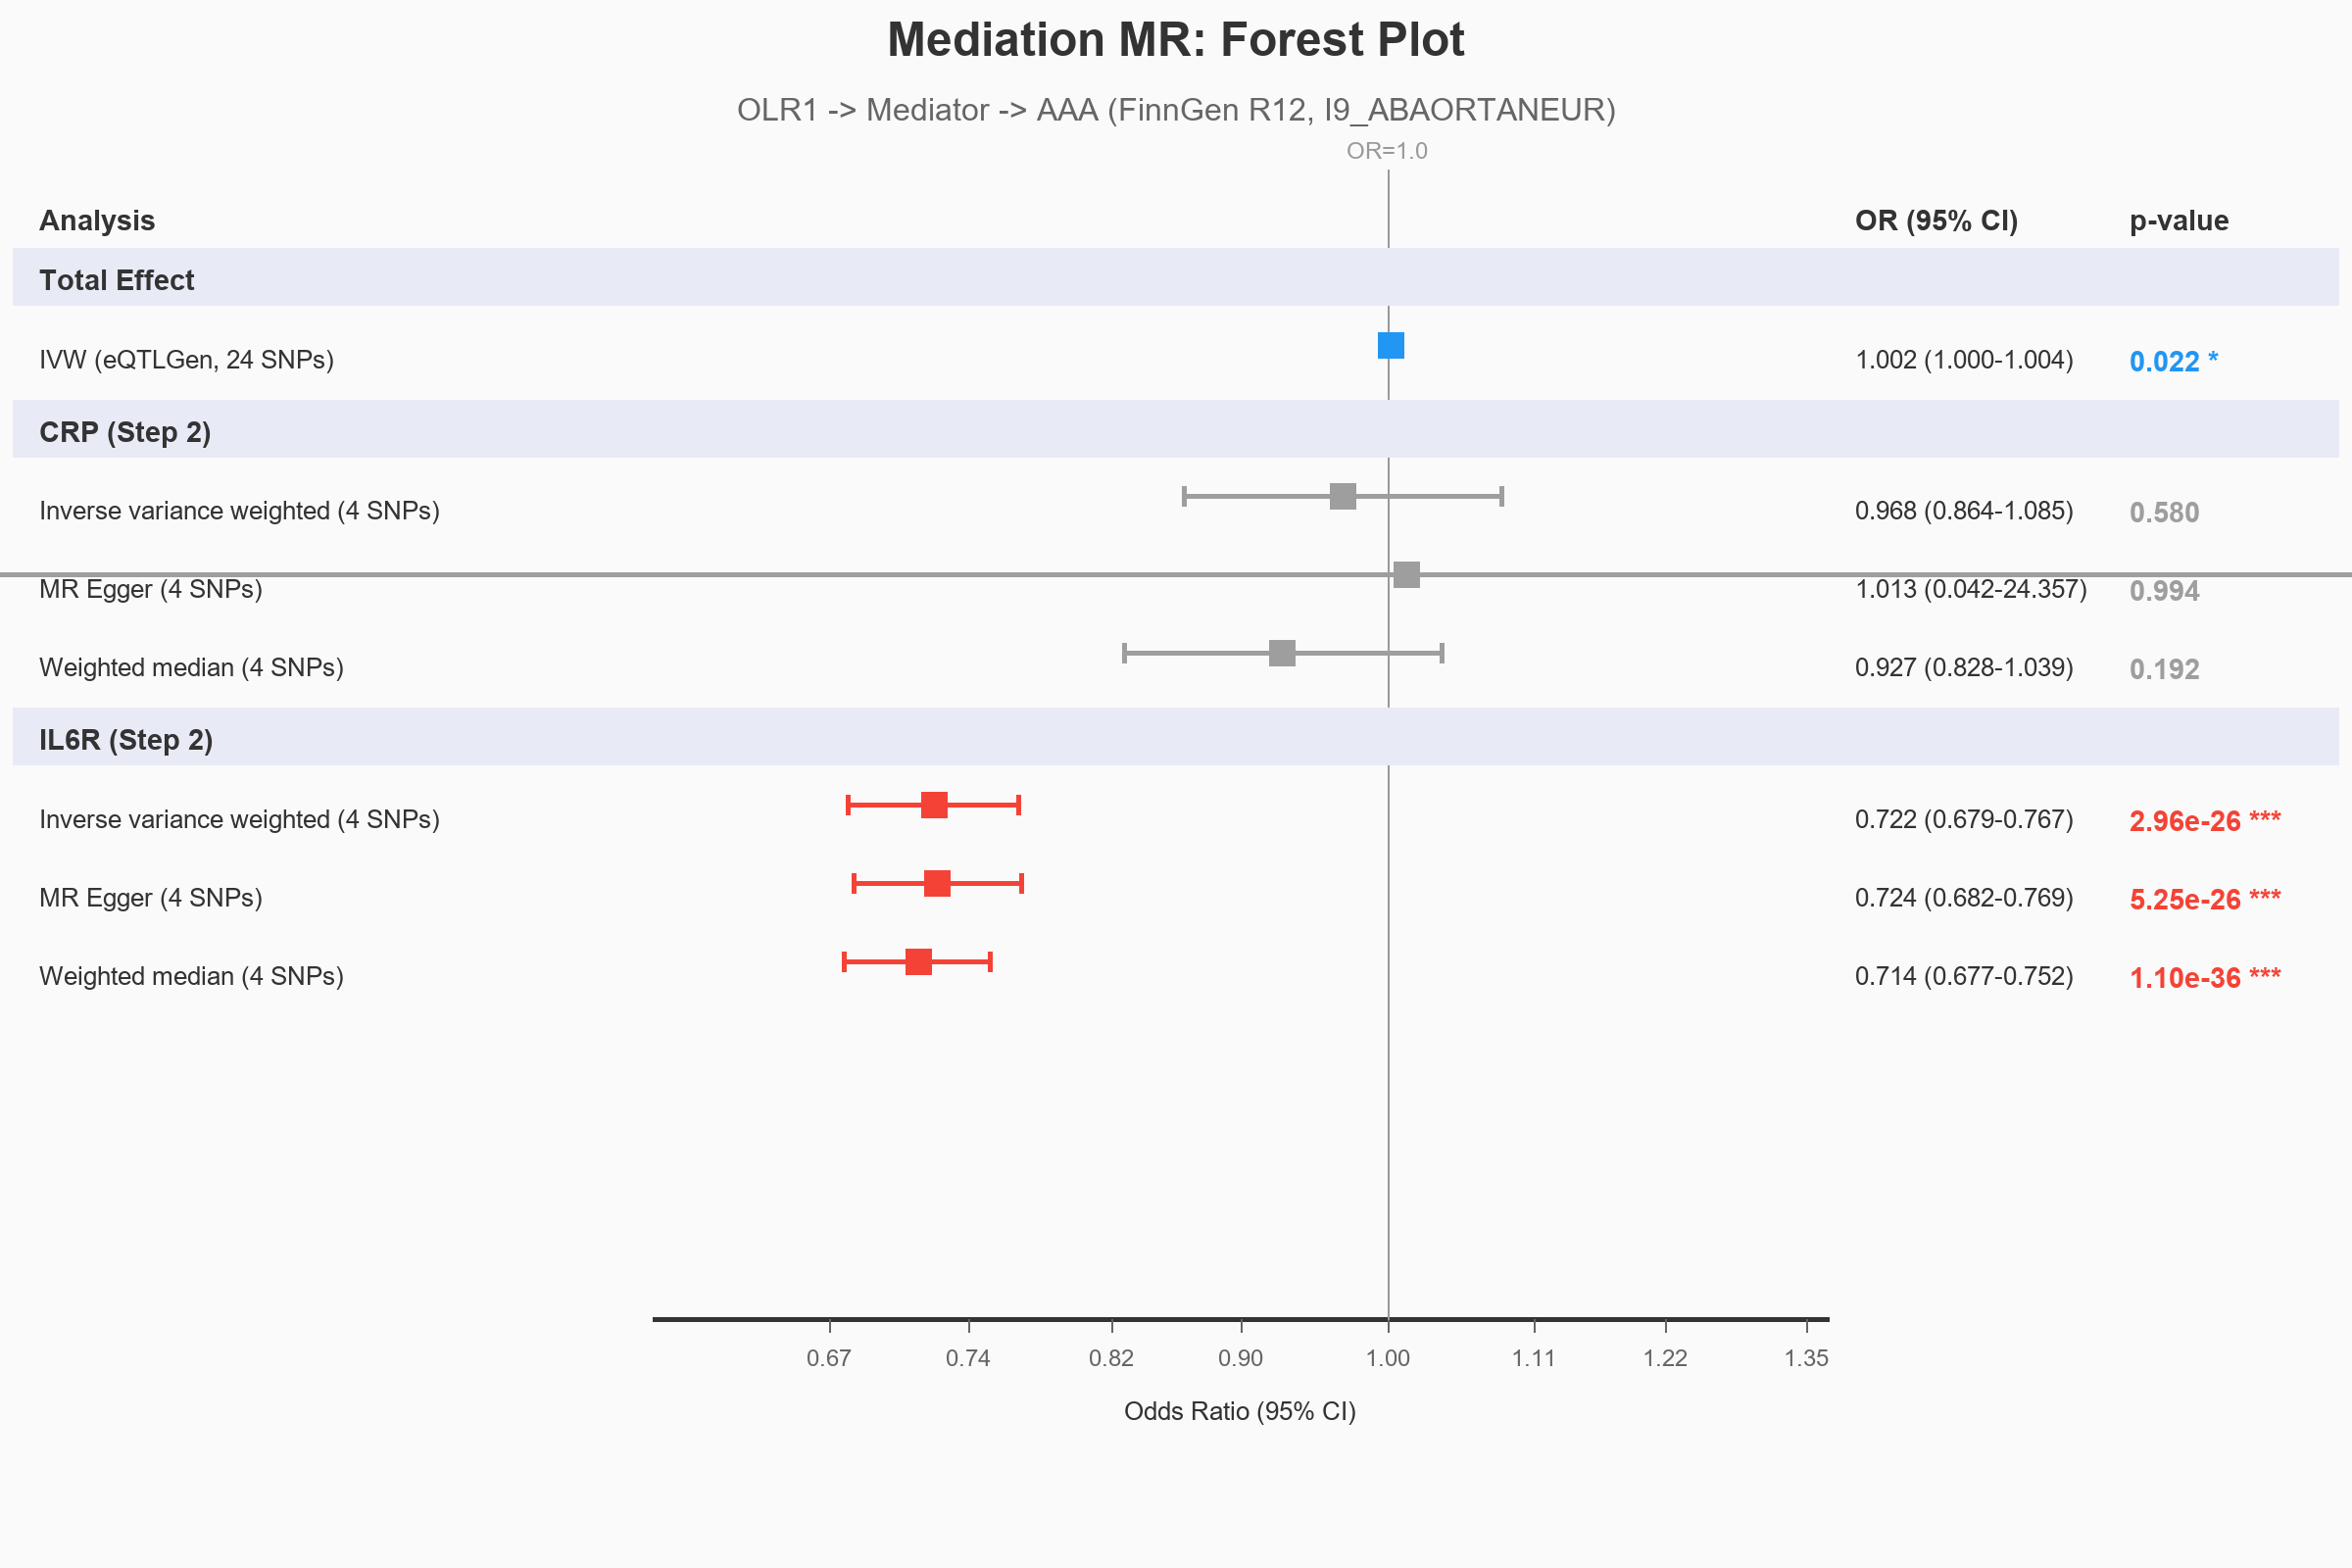 Mediation MR: Forest Plot
OLR1 -> Mediator -> AAA (FinnGen R12, I9_ABAORTANEUR)
OR=1.0
Analysis OR (95% CI) p-value
Total Effect
IVW (eQTLGen, 24 SNPs) 1.002 (1.000-1.004) 0.022 *
CRP (Step 2)
Inverse variance weighted (4 SNPs) 0.968 (0.864-1.085) 0.580
MR Egger (4 SNPs) 1.013 (0.042-24.357) 0.994
Weighted median (4 SNPs) 0.927 (0.828-1.039) 0.192
IL6R (Step 2)
Inverse variance weighted (4 SNPs) 0.722 (0.679-0.767) 2.96e-26 ***
MR Egger (4 SNPs) 0.724 (0.682-0.769) 5.25e-26 ***
Weighted median (4 SNPs) 0.714 (0.677-0.752) 1.10e-36 ***
0.67 0.74 0.82 0.90 1.00 1.11 1.22 1.35
Odds Ratio (95% CI)